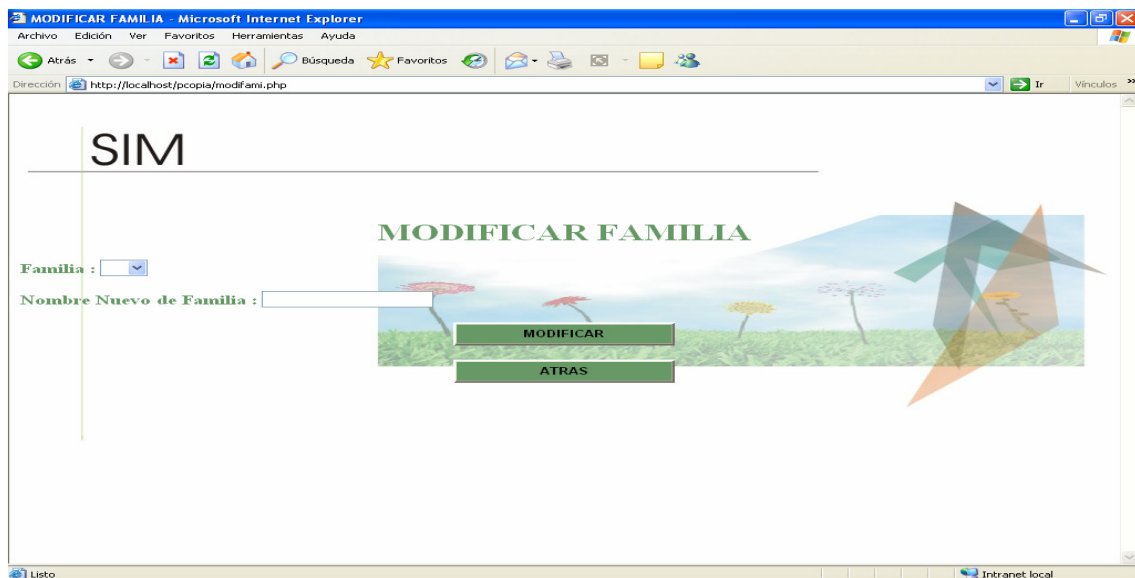 MODIFICAR FAMILIA - Microsoft Internet Explorer
Archivo Edición Ver Favoritos Herramientas Ayuda
Atrás Búsqueda Favoritos
Dirección http://localhost/pcopia/modifami.php Ir Vínculos »
SIM
MODIFICAR FAMILIA
Familia :
Nombre Nuevo de Familia :
MODIFICAR
ATRAS
Listo Intranet local